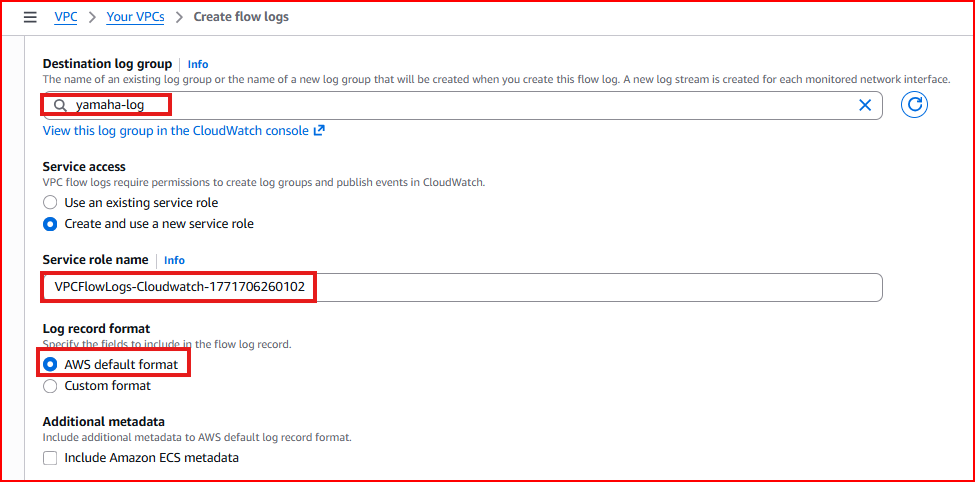 VPC > Your VPCs > Create flow logs
Destination log group | Info
The name of an existing log group or the name of a new log group that will be created when you create this flow log. A new log stream is created for each monitored network interface.
yamaha-log
View this log group in the CloudWatch console
Service access
VPC flow logs require permissions to create log groups and publish events in CloudWatch.
Use an existing service role
Create and use a new service role
Service role name | Info
VPCFlowLogs-Cloudwatch-1771706260102
Log record format
Specify the fields to include in the flow log record.
AWS default format
Custom format
Additional metadata
Include additional metadata to AWS default log record format.
Include Amazon ECS metadata